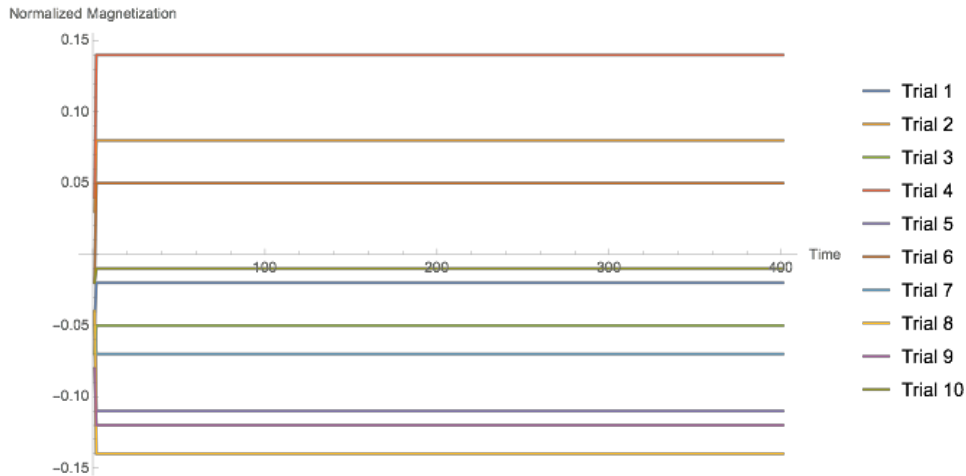 Normalized Magnetization
0.15
0.10
0.05
100
200
300
400
Time
−0.05
−0.10
−0.15
Trial 1
Trial 2
Trial 3
Trial 4
Trial 5
Trial 6
Trial 7
Trial 8
Trial 9
Trial 10